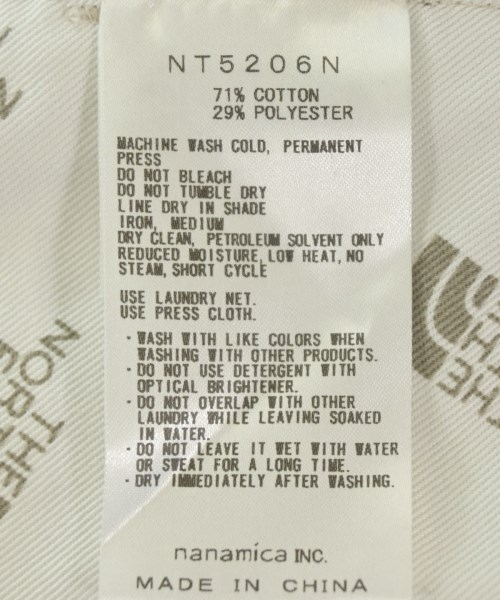 NT5206N
71% COTTON
29% POLYESTER
MACHINE WASH COLD, PERMANENT
PRESS
DO NOT BLEACH
DO NOT TUMBLE DRY
LINE DRY IN SHADE
IRON, MEDIUM
DRY CLEAN, PETROLEUM SOLVENT ONLY
REDUCED MOISTURE, LOW HEAT, NO
STEAM, SHORT CYCLE
USE LAUNDRY NET.
USE PRESS CLOTH.
・WASH WITH LIKE COLORS WHEN
WASHING WITH OTHER PRODUCTS.
・DO NOT USE DETERGENT WITH
OPTICAL BRIGHTENER.
・DO NOT OVERLAP WITH OTHER
LAUNDRY WHILE LEAVING SOAKED
IN WATER.
・DO NOT LEAVE IT WET WITH WATER
OR SWEAT FOR A LONG TIME.
・DRY IMMEDIATELY AFTER WASHING.
nanamica INC.
MADE IN CHINA
THE
NORTH